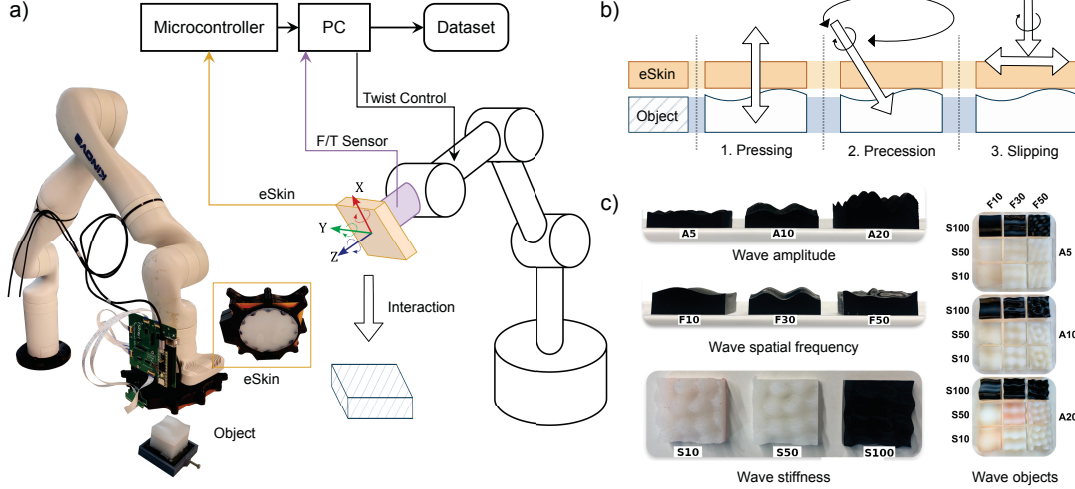 a)
Microcontroller
PC
Dataset
Twist Control
F/T Sensor
eSkin
X
Y
Z
KINOVA
Interaction
eSkin
Object
b)
eSkin
Object
1. Pressing
2. Precession
3. Slipping
c)
A5
A10
A20
Wave amplitude
F10
F30
F50
Wave spatial frequency
S10
S50
S100
Wave stiffness
F10
F30
F50
S100
S50
S10
A5
S100
S50
S10
A10
S100
S50
S10
A20
Wave objects